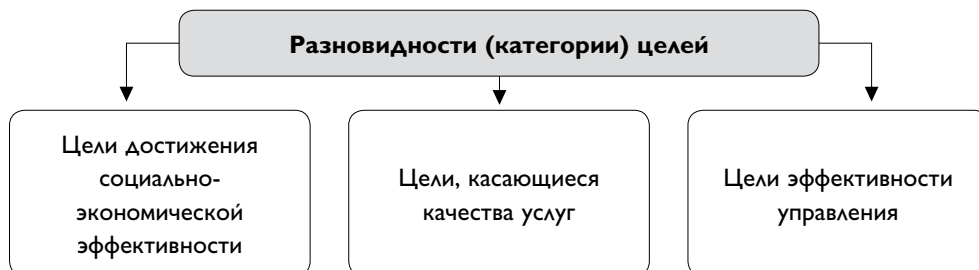 Разновидности (категории) целей
Цели достижения
социально-
экономической
эффективности
Цели, касающиеся
качества услуг
Цели эффективности
управления